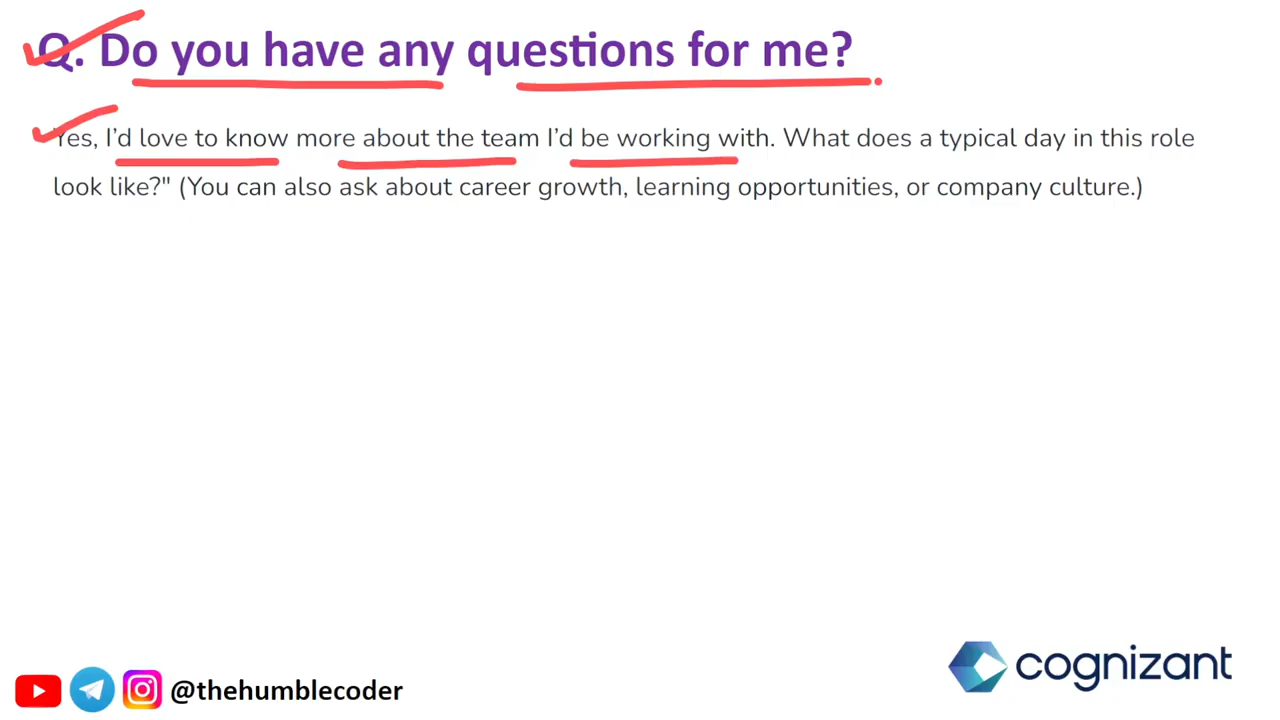 Q. Do you have any questions for me?
Yes, I’d love to know more about the team I’d be working with. What does a typical day in this role
look like?" (You can also ask about career growth, learning opportunities, or company culture.)
@thehumblecoder
cognizant